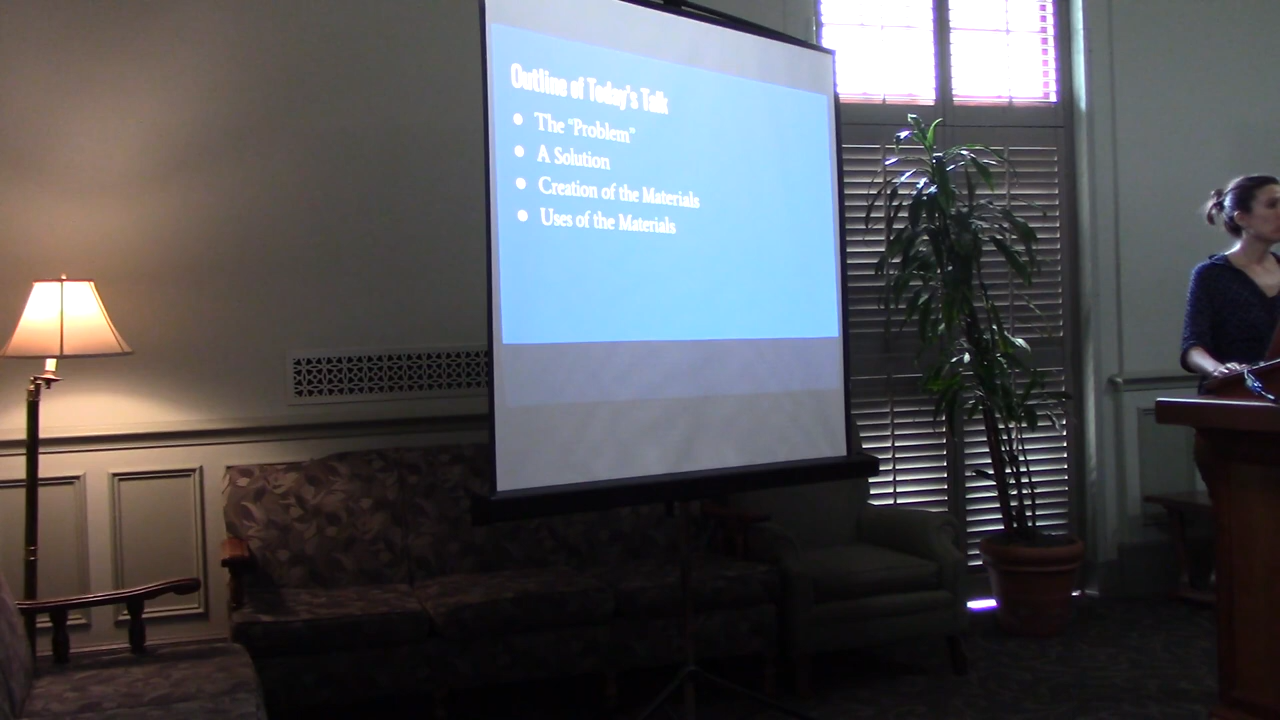 Outline of Today's Talk
• The "Problem"
• A Solution
• Creation of the Materials
• Uses of the Materials